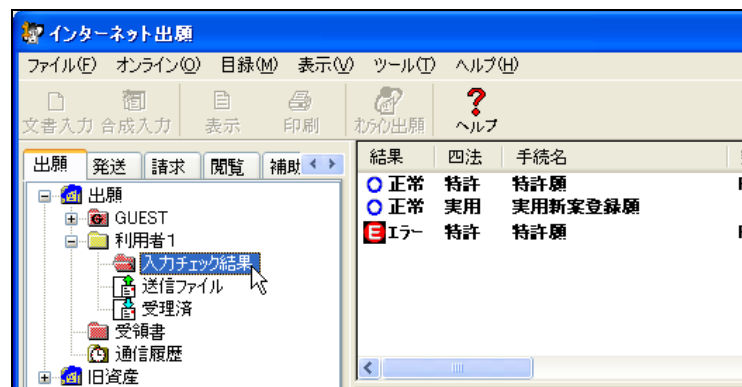 インターネット出願
ファイル(F) オンライン(O) 目録(M) 表示(V) ツール(T) ヘルプ(H)
文書入力 合成入力 表示 印刷 オンライン出願 ヘルプ
出願 発送 請求 閲覧 補助
出願
GUEST
利用者1
入力チェック結果
送信ファイル
受理済
受領書
通信履歴
旧資産
結果 四法 手続名
正常 特許 特許願
正常 実用 実用新案登録願
E エラー 特許 特許願